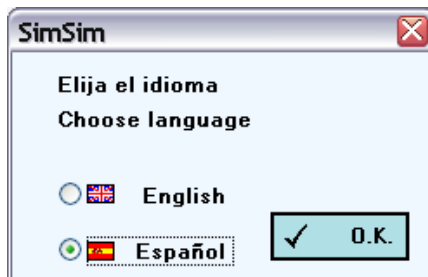 SimSim
Elija el idioma
Choose language
English
Español
O.K.